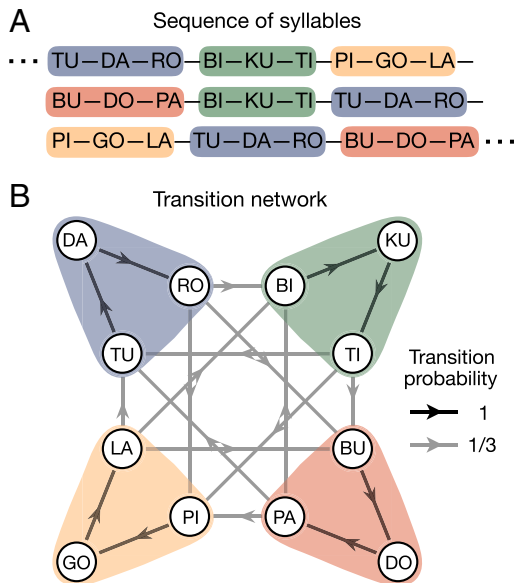 A
Sequence of syllables
··· TU—DA—RO—BI—KU—TI—PI—GO—LA—
BU—DO—PA—BI—KU—TI—TU—DA—RO—
PI—GO—LA—TU—DA—RO—BU—DO—PA ···
B
Transition network
DA
KU
RO
BI
TU
TI
Transition
probability
1
1/3
LA
BU
PI
PA
GO
DO